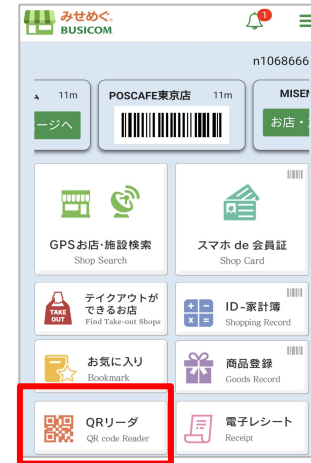 みせめぐ.
BUSICOM
1
n1068666
11m
POSCAFE東京店 11m
MISE
ージへ
お店・
GPSお店・施設検索
Shop Search
スマホ de 会員証
Shop Card
TAKE OUT
テイクアウトが
できるお店
Find Take-out Shops
ID-家計簿
Shopping Record
お気に入り
Bookmark
商品登録
Goods Record
QRリーダ
QR code Reader
電子レシート
Receipt